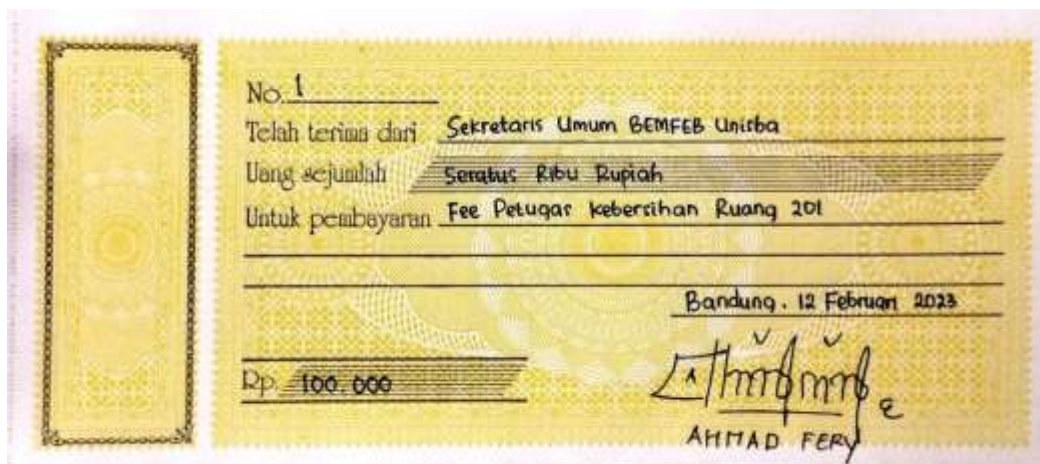 No. 1
Telah terima dari Sekretaris Umum BEMFEB Unisba
Uang sejumlah Seratus Ribu Rupiah
Untuk pembayaran Fee Petugas Kebersihan Ruang 201
Bandung, 12 Februari 2023
Rp. 100.000
AHMAD FERY